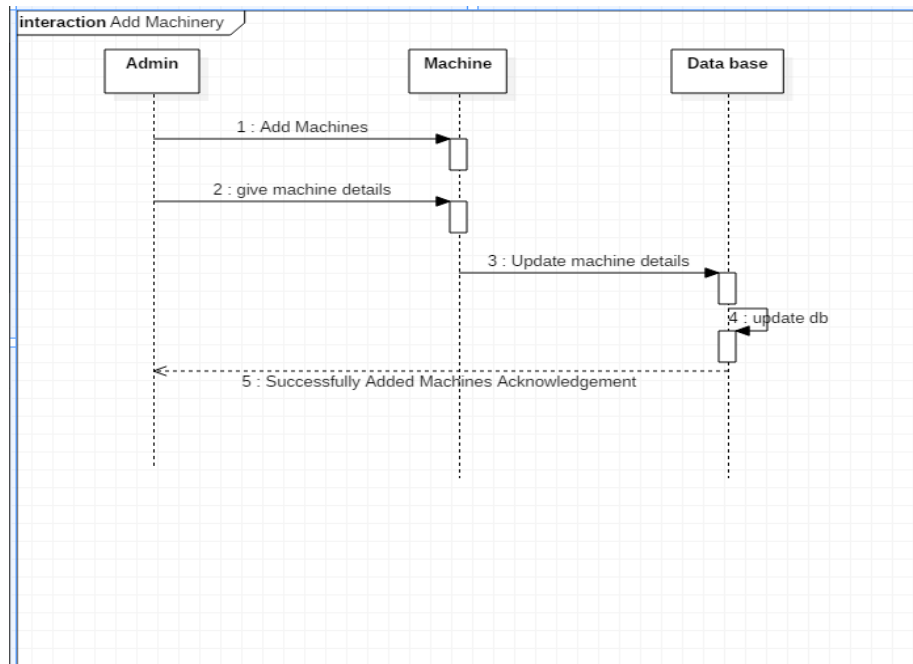 interaction Add Machinery
Admin
Machine
Data base
1 : Add Machines
2 : give machine details
3 : Update machine details
4 : update db
5 : Successfully Added Machines Acknowledgement